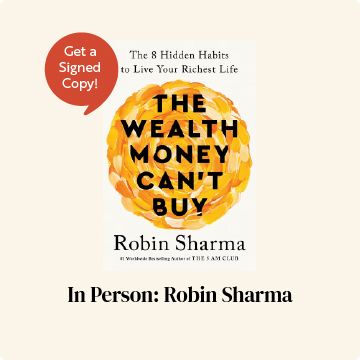 Get a
Signed
Copy!
The 8 Hidden Habits
to Live Your Richest Life
THE
WEALTH
MONEY
CAN'T
BUY
Robin Sharma
#1 Worldwide Bestselling Author of THE 5 AM CLUB
In Person: Robin Sharma